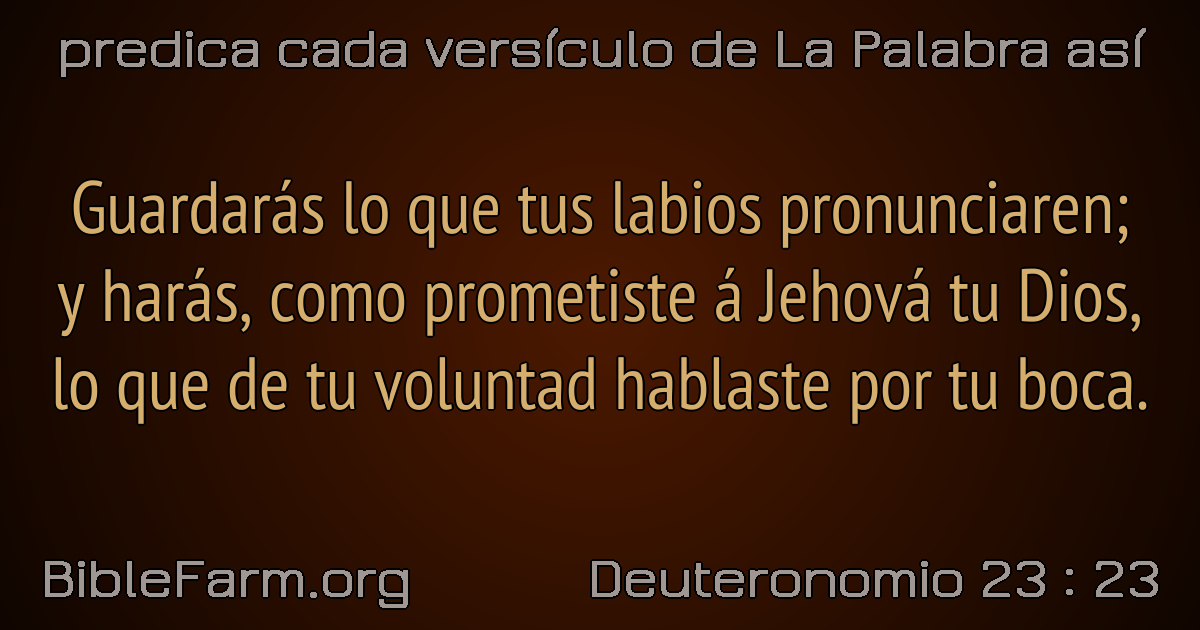 predica cada versículo de La Palabra así
Guardarás lo que tus labios pronunciaren;
y harás, como prometiste á Jehová tu Dios,
lo que de tu voluntad hablaste por tu boca.
BibleFarm.org
Deuteronomio 23 : 23